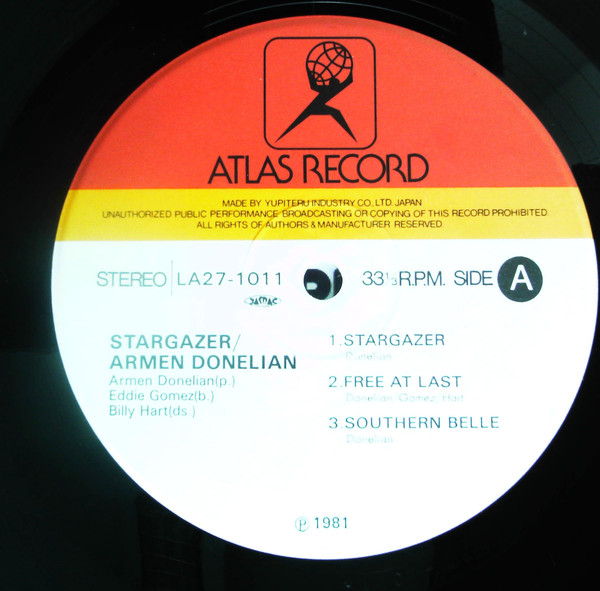 ATLAS RECORD
MADE BY YUPITERU INDUSTRY CO., LTD. JAPAN
UNAUTHORIZED PUBLIC PERFORMANCE BROADCASTING OR COPYING OF THIS RECORD PROHIBITED.
ALL RIGHTS OF AUTHORS & MANUFACTURER RESERVED.
STEREO LA27-1011 33 1/3 R.P.M. SIDE A
JASRAC
STARGAZER/
ARMEN DONELIAN
Armen Donelian(p.)
Eddie Gomez(b.)
Billy Hart(ds.)
1.STARGAZER
Donelian
2.FREE AT LAST
Donelian, Gomez, Hart
3.SOUTHERN BELLE
Donelian
℗ 1981